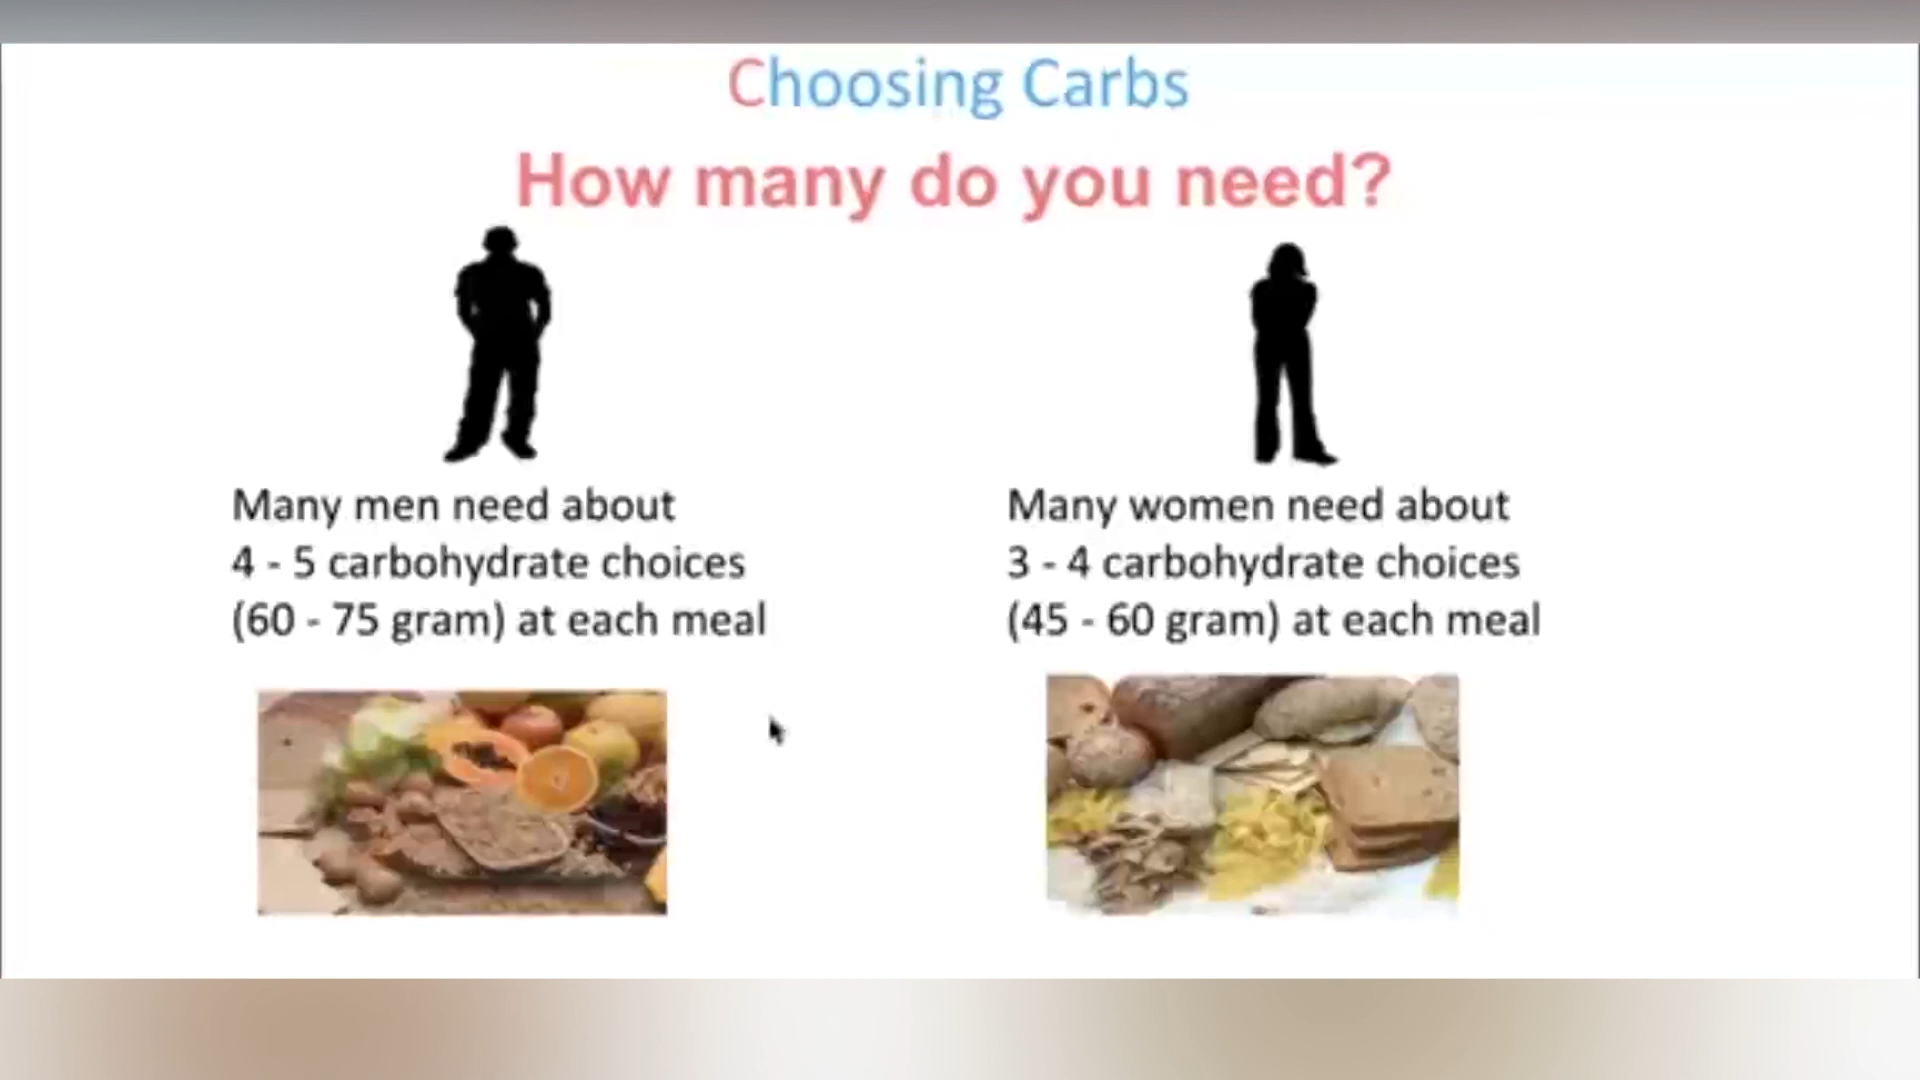 Choosing Carbs
How many do you need?
Many men need about
4 - 5 carbohydrate choices
(60 - 75 gram) at each meal
Many women need about
3 - 4 carbohydrate choices
(45 - 60 gram) at each meal